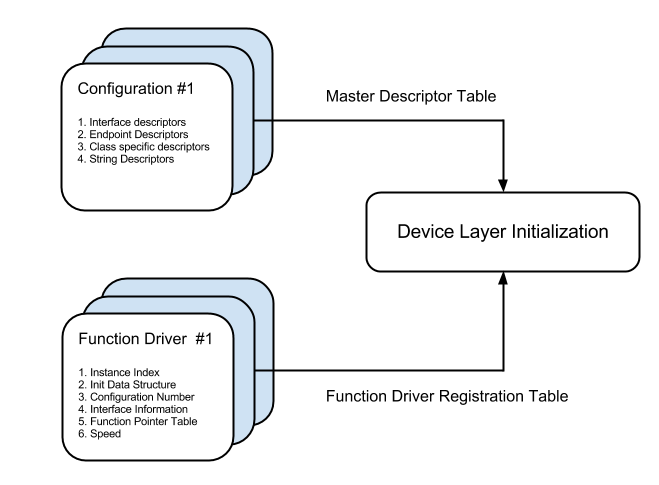 Configuration #1
1. Interface descriptors
2. Endpoint Descriptors
3. Class specific descriptors
4. String Descriptors
Master Descriptor Table
Device Layer Initialization
Function Driver #1
1. Instance Index
2. Init Data Structure
3. Configuration Number
4. Interface Information
5. Function Pointer Table
6. Speed
Function Driver Registration Table